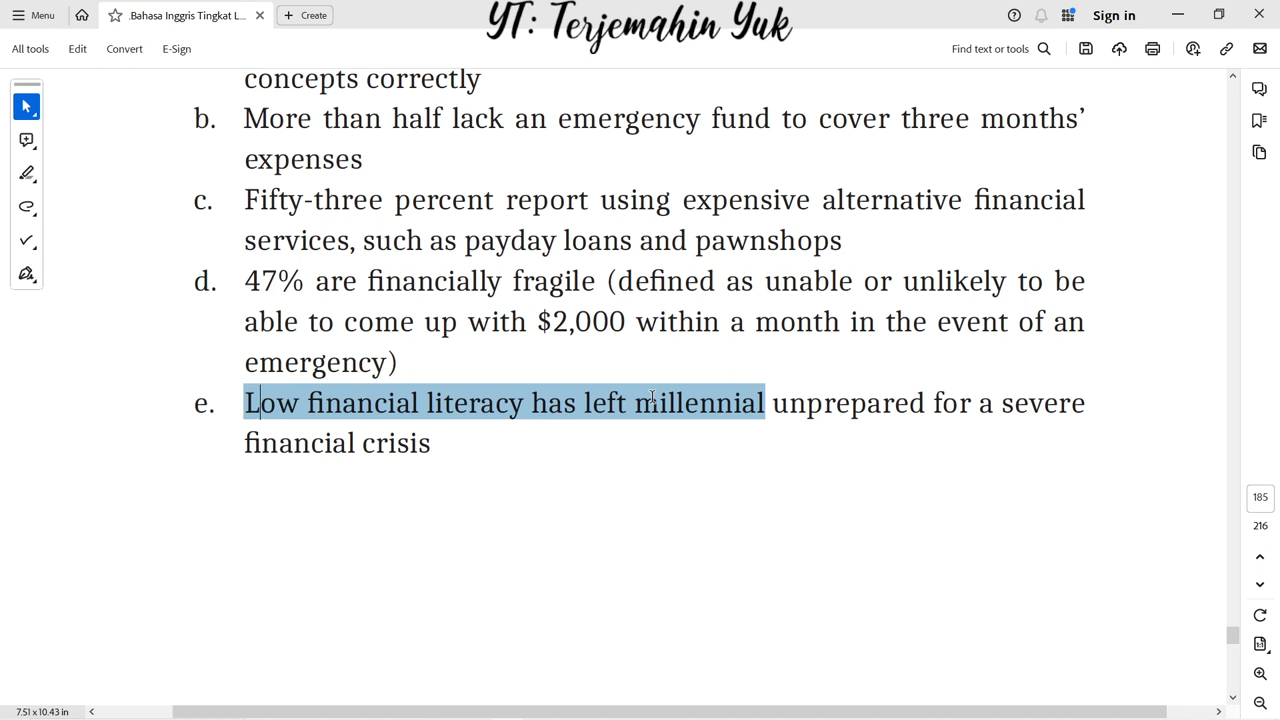 YT: Terjemahin Yuk
Menu
.Bahasa Inggris Tingkat L...
Create
Sign in
All tools
Edit
Convert
E-Sign
Find text or tools
concepts correctly
b. More than half lack an emergency fund to cover three months’
expenses
c. Fifty-three percent report using expensive alternative financial
services, such as payday loans and pawnshops
d. 47% are financially fragile (defined as unable or unlikely to be
able to come up with $2,000 within a month in the event of an
emergency)
e. Low financial literacy has left millennial unprepared for a severe
financial crisis
185
216
7.51 x 10.43 in